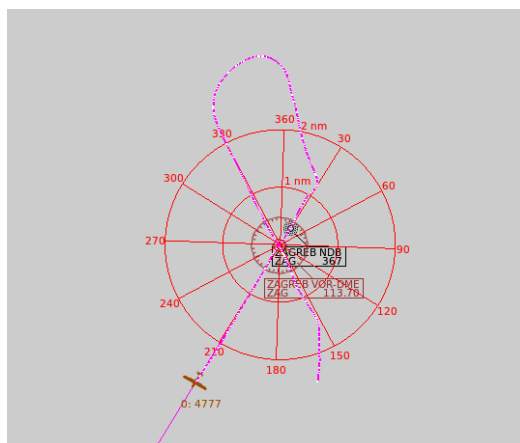 360
2 nm
330
30
1 nm
300
60
270
90
ZAGREB NDB
ZAG 367
ZAGREB VOR-DME
ZAG 113.70
240
120
210
150
180
0: 4777